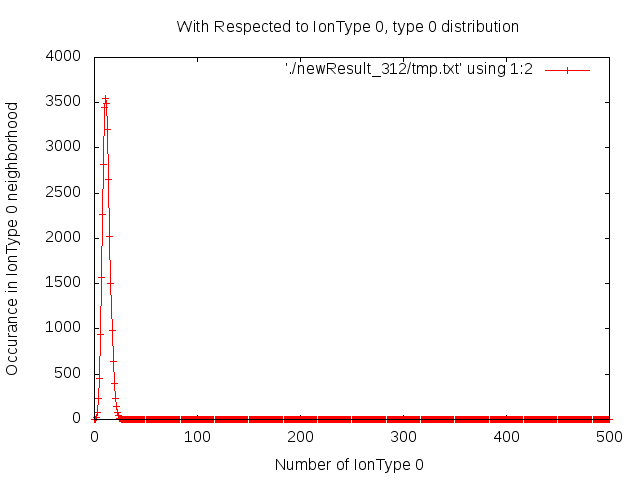 With Respected to IonType 0, type 0 distribution
4000
'./newResult_312/tmp.txt' using 1:2
3500
3000
2500
2000
1500
1000
500
0
Occurance in IonType 0 neighborhood
0 100 200 300 400 500
Number of IonType 0